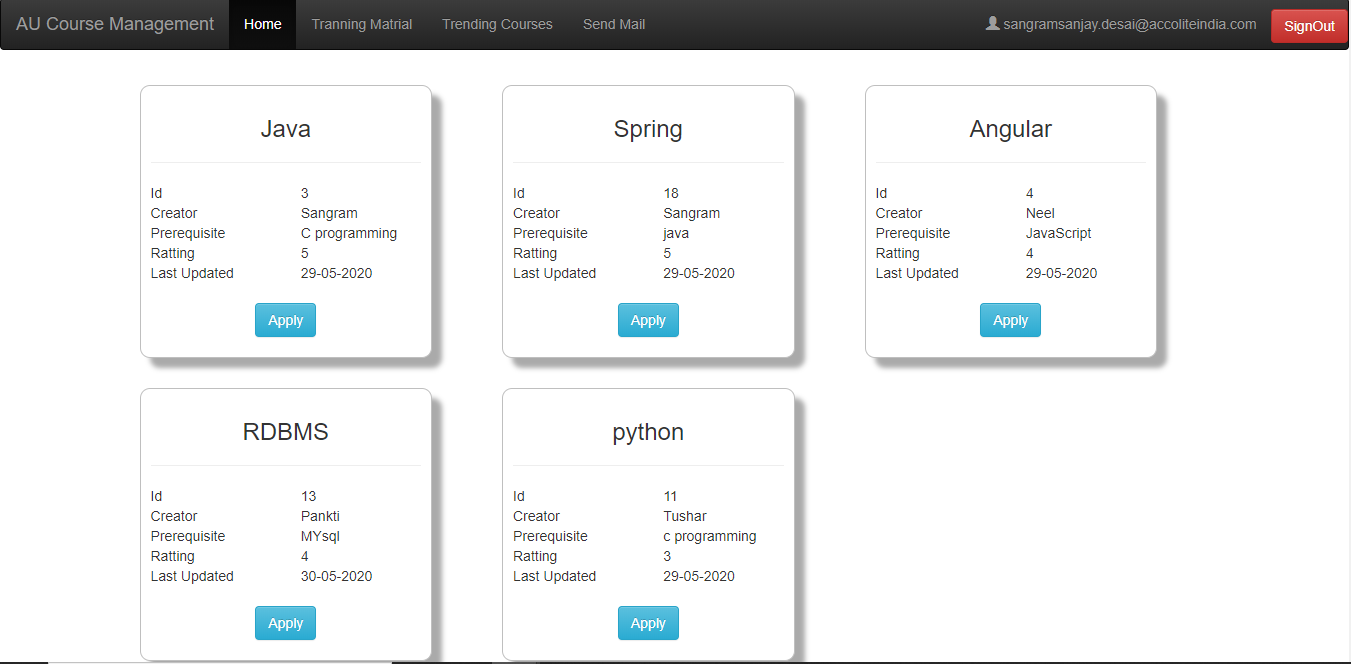 AU Course Management Home Tranning Matrial Trending Courses Send Mail sangramsanjay.desai@accoliteindia.com SignOut
Java
Id 3
Creator Sangram
Prerequisite C programming
Ratting 5
Last Updated 29-05-2020
Apply
Spring
Id 18
Creator Sangram
Prerequisite java
Ratting 5
Last Updated 29-05-2020
Apply
Angular
Id 4
Creator Neel
Prerequisite JavaScript
Ratting 4
Last Updated 29-05-2020
Apply
RDBMS
Id 13
Creator Pankti
Prerequisite MYsql
Ratting 4
Last Updated 30-05-2020
Apply
python
Id 11
Creator Tushar
Prerequisite c programming
Ratting 3
Last Updated 29-05-2020
Apply